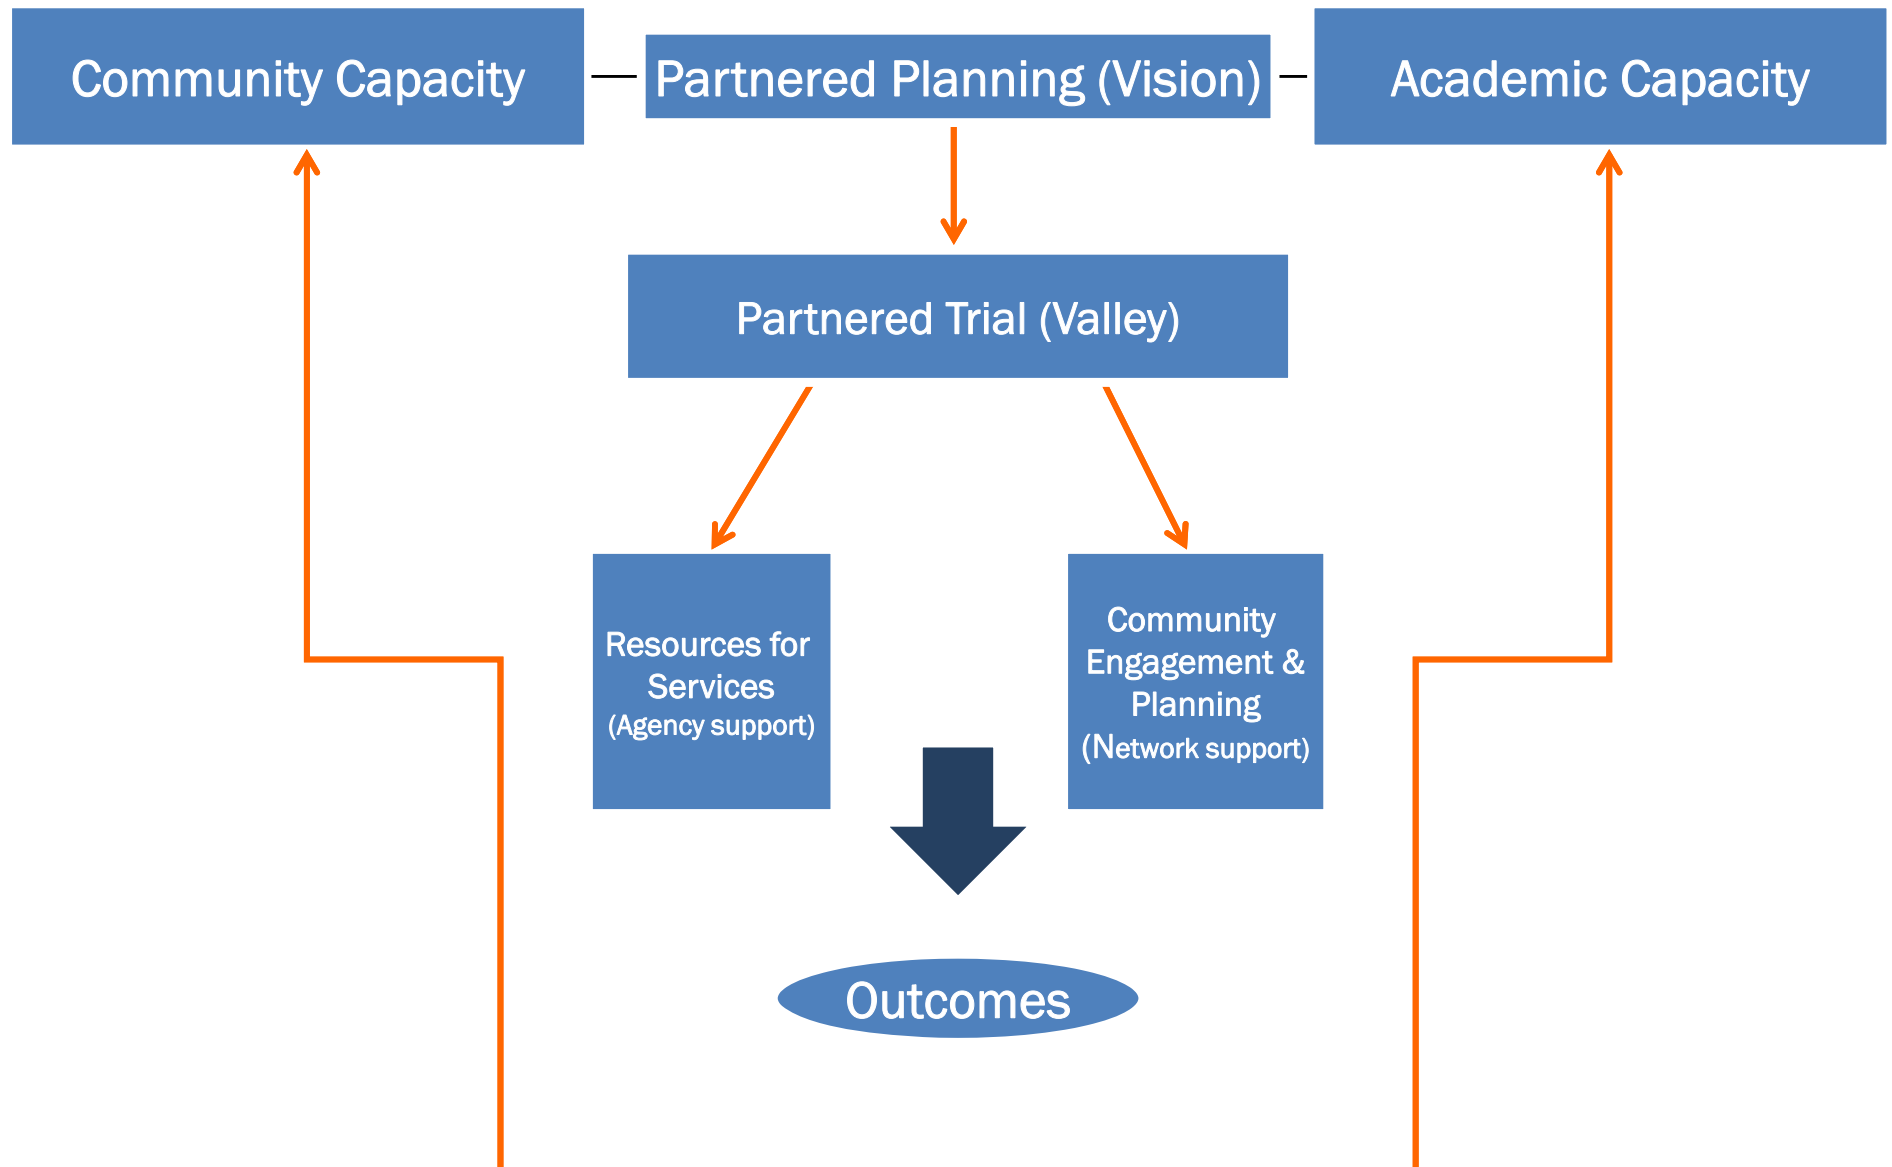 Community Capacity
Partnered Planning (Vision)
Academic Capacity
Partnered Trial (Valley)
Resources for
Services
(Agency support)
Community
Engagement &
Planning
(Network support)
Outcomes